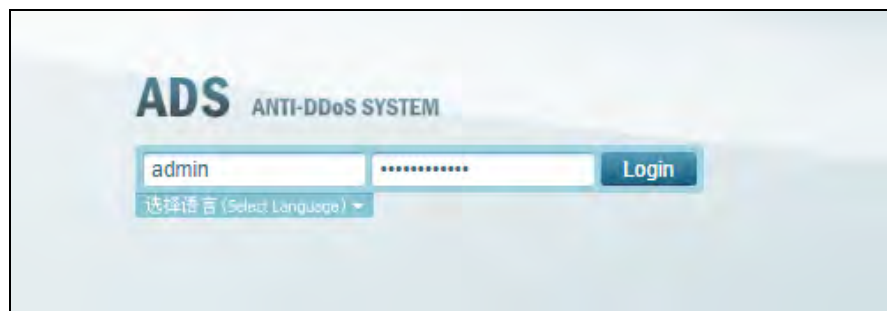 ADS ANTI-DDoS SYSTEM
admin •••••••••••• Login
选择语言 (Select Language)